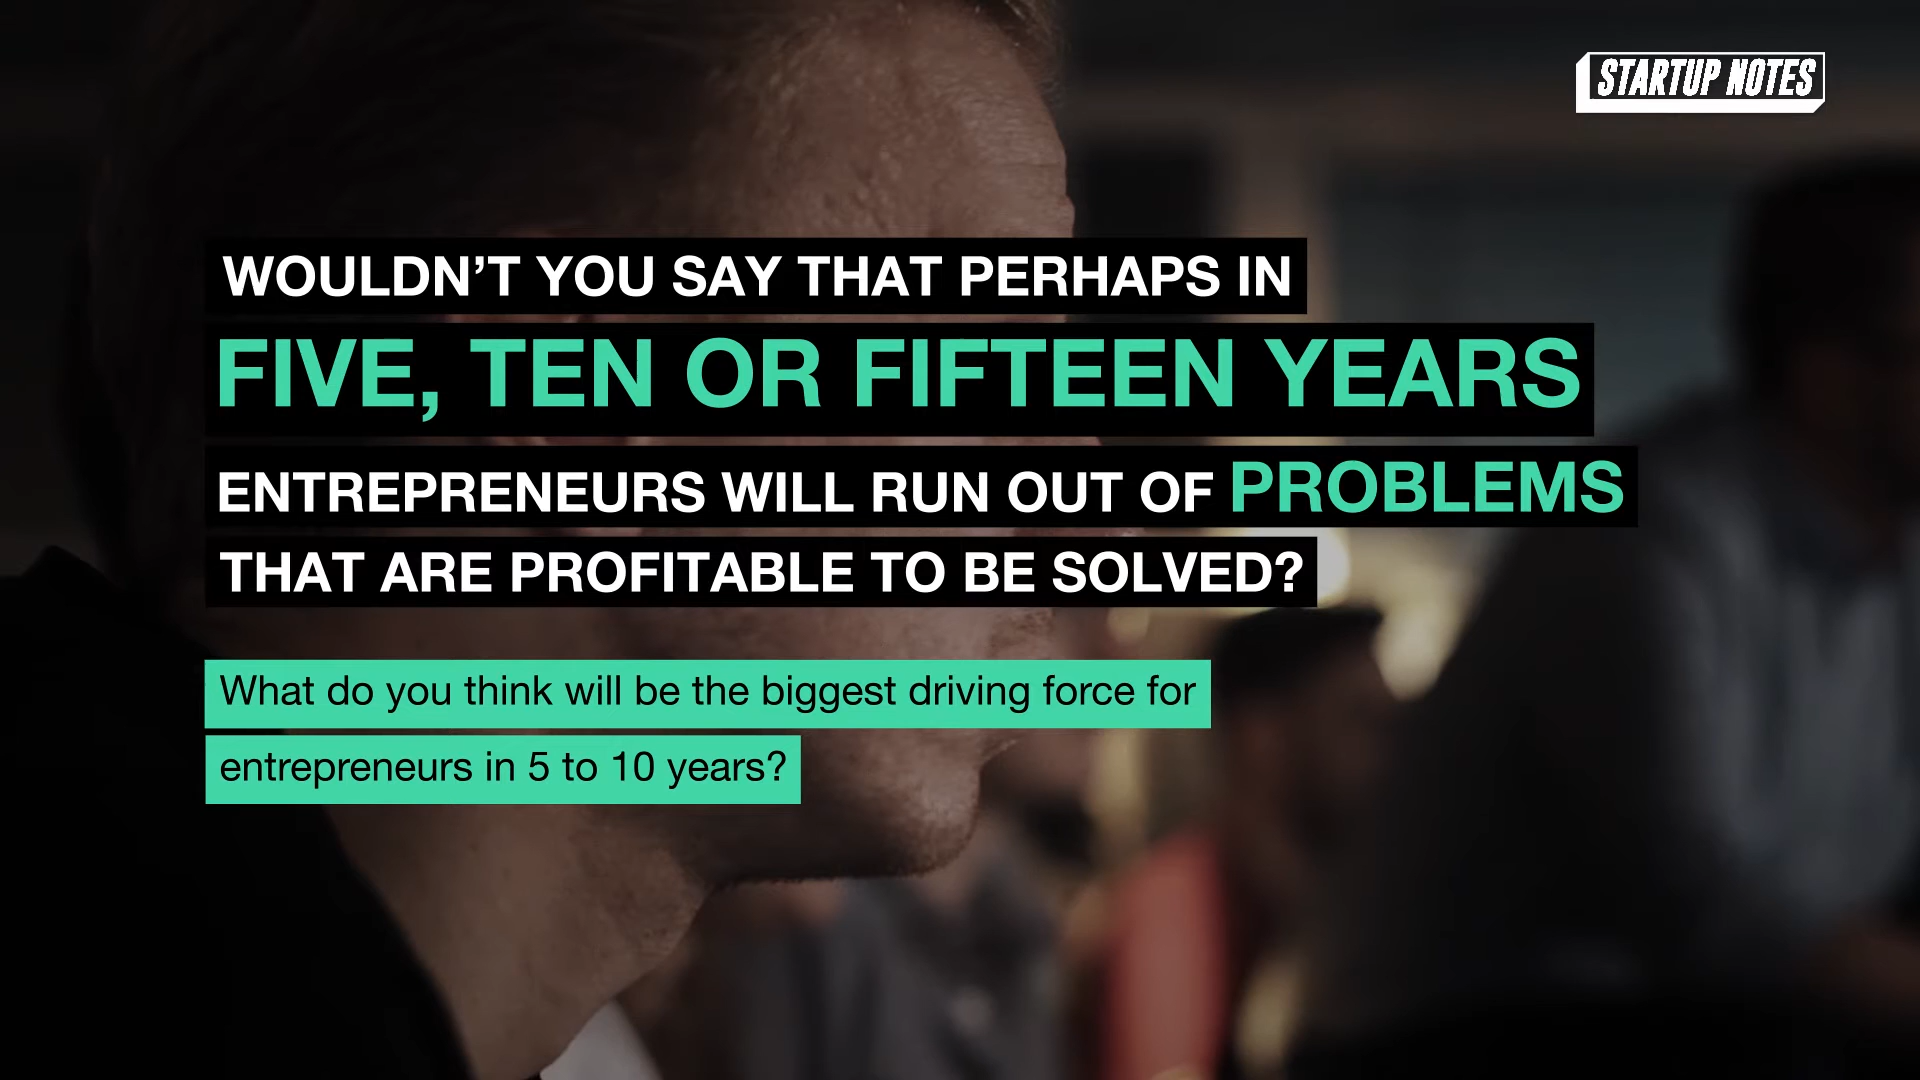 STARTUP NOTES
WOULDN’T YOU SAY THAT PERHAPS IN
FIVE, TEN OR FIFTEEN YEARS
ENTREPRENEURS WILL RUN OUT OF PROBLEMS
THAT ARE PROFITABLE TO BE SOLVED?
What do you think will be the biggest driving force for
entrepreneurs in 5 to 10 years?